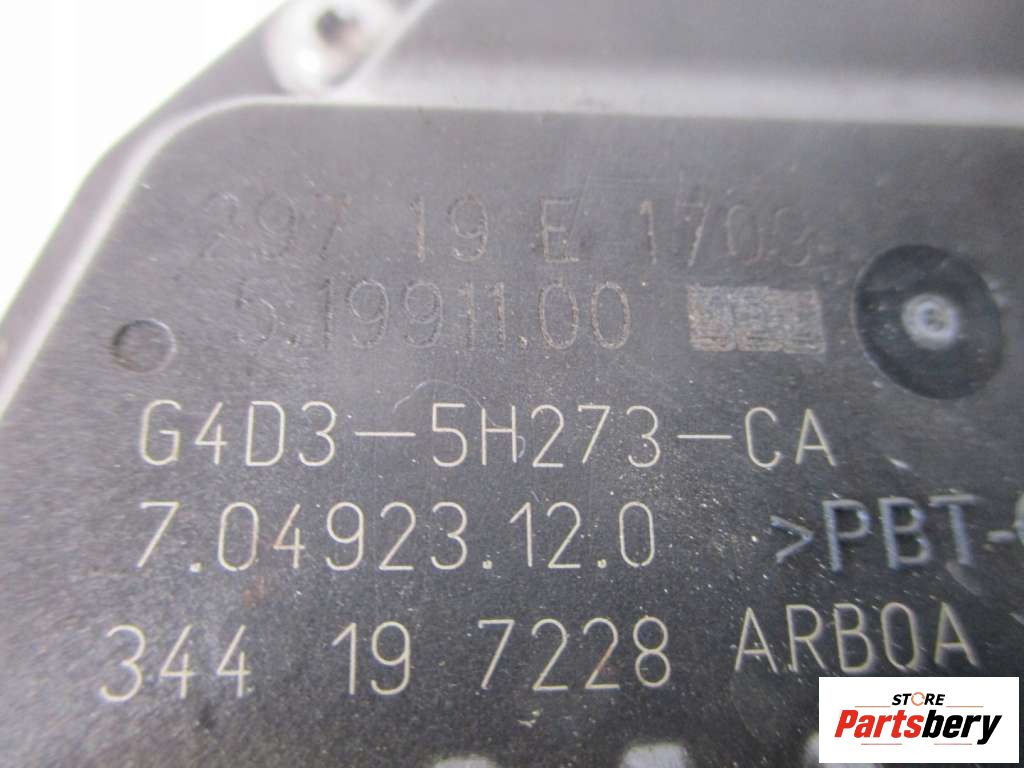 297 19 E 1703
5.19911.00
G4D3-5H273-CA
7.04923.12.0 >PBT-
344 19 7228 ARBOA
STORE
Partsbery